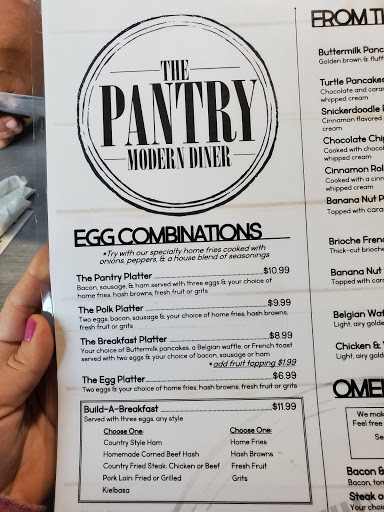 THE
PANTRY
MODERN DINER
EGG COMBINATIONS
*Try with our specialty home fries cooked with
onions, peppers, & a house blend of seasonings
The Pantry Platter $10.99
Bacon, sausage, & ham served with three eggs & your choice of
home fries, hash browns, fresh fruit or grits
The Polk Platter $9.99
Two eggs, bacon, sausage & your choice of home fries, hash browns,
fresh fruit or grits
The Breakfast Platter $8.99
Your choice of Buttermilk pancakes, a Belgian waffle, or French toast
served with two eggs & your choice of bacon, sausage or ham
*add fruit topping $1.99
The Egg Platter $6.99
Two eggs & your choice of home fries, hash browns, fresh fruit or grits
Build-A-Breakfast $11.99
Served with three eggs, any style
Choose One:
Country Style Ham
Homemade Corned Beef Hash
Country Fried Steak: Chicken or Beef
Pork Loin: Fried or Grilled
Kielbasa
Choose One:
Home Fries
Hash Browns
Fresh Fruit
Grits
FROM T
Buttermilk Panc
Golden brown & fluff
Turtle Pancake
Chocolate and cara
whipped cream
Snickerdoodle
Cinnamon flavored
cream
Chocolate Chi
Cooked with chocol
whipped cream
Cinnamon Rol
Cooked with a cinn
whipped cream
Banana Nut P
Topped with cara
Brioche Fren
Thick-cut brioch
Banana Nut
Topped with car
Belgian Waf
Light, airy gold
Chicken &
Light, airy gold
OME
We mak
Feel free
Se
Bacon &
Bacon, tom
Steak o
Your choi